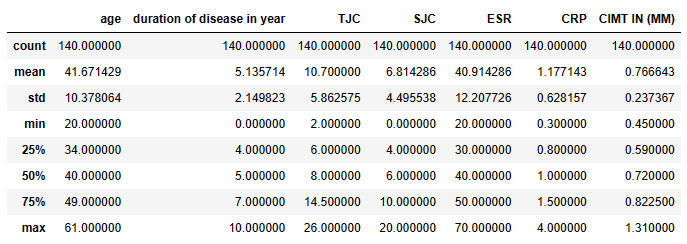 age duration of disease in year TJC SJC ESR CRP CIMT IN (MM)
count 140.000000 140.000000 140.000000 140.000000 140.000000 140.000000 140.000000
mean 41.671429 5.135714 10.700000 6.814286 40.914286 1.177143 0.766643
std 10.378064 2.149823 5.862575 4.495538 12.207726 0.628157 0.237367
min 20.000000 0.000000 2.000000 0.000000 20.000000 0.300000 0.450000
25% 34.000000 4.000000 6.000000 4.000000 30.000000 0.800000 0.590000
50% 40.000000 5.000000 8.000000 6.000000 40.000000 1.000000 0.720000
75% 49.000000 7.000000 14.500000 10.000000 50.000000 1.500000 0.822500
max 61.000000 10.000000 26.000000 20.000000 70.000000 4.000000 1.310000